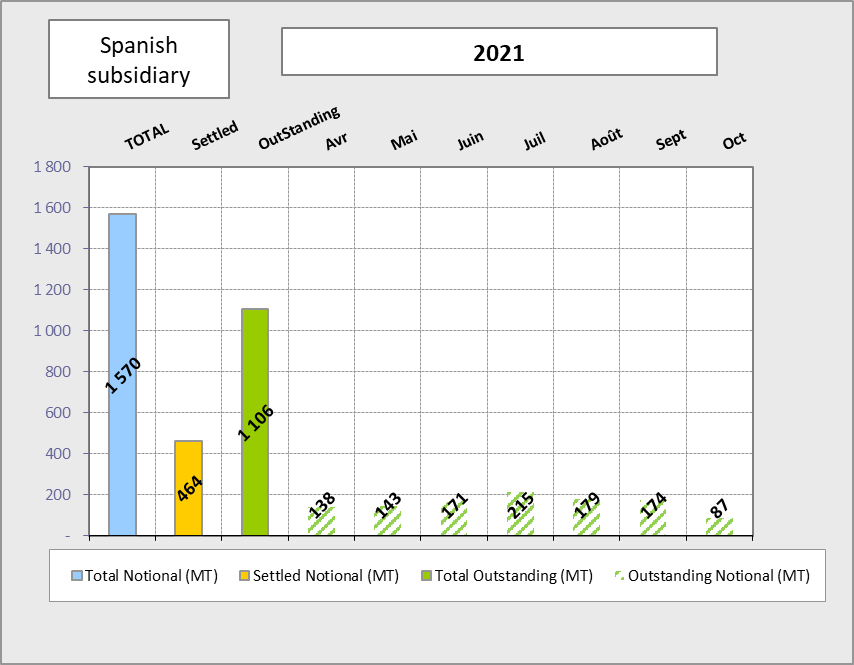 Spanish
subsidiary
2021
TOTAL
Settled
OutStanding
Avr
Mai
Juin
Juil
Août
Sept
Oct
1 800
1 600
1 400
1 200
1 000
800
600
400
200
-
1 570
464
1 106
138
143
171
215
179
174
87
Total Notional (MT)
Settled Notional (MT)
Total Outstanding (MT)
Outstanding Notional (MT)